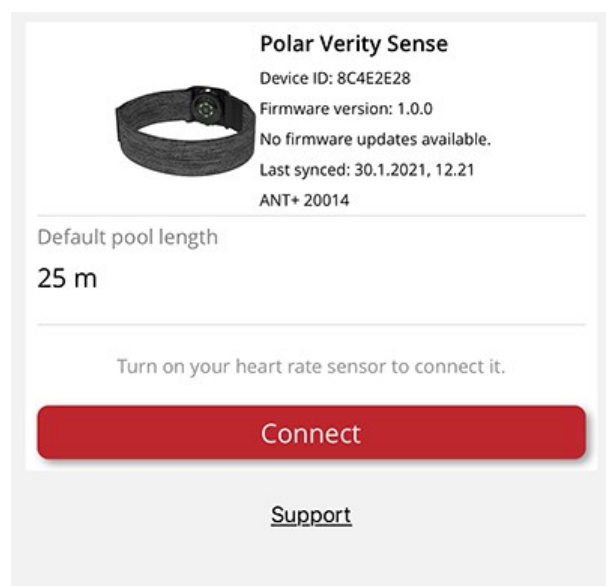 Polar Verity Sense
Device ID: 8C4E2E28
Firmware version: 1.0.0
No firmware updates available.
Last synced: 30.1.2021, 12.21
ANT+ 20014
Default pool length
25 m
Turn on your heart rate sensor to connect it.
Connect
Support